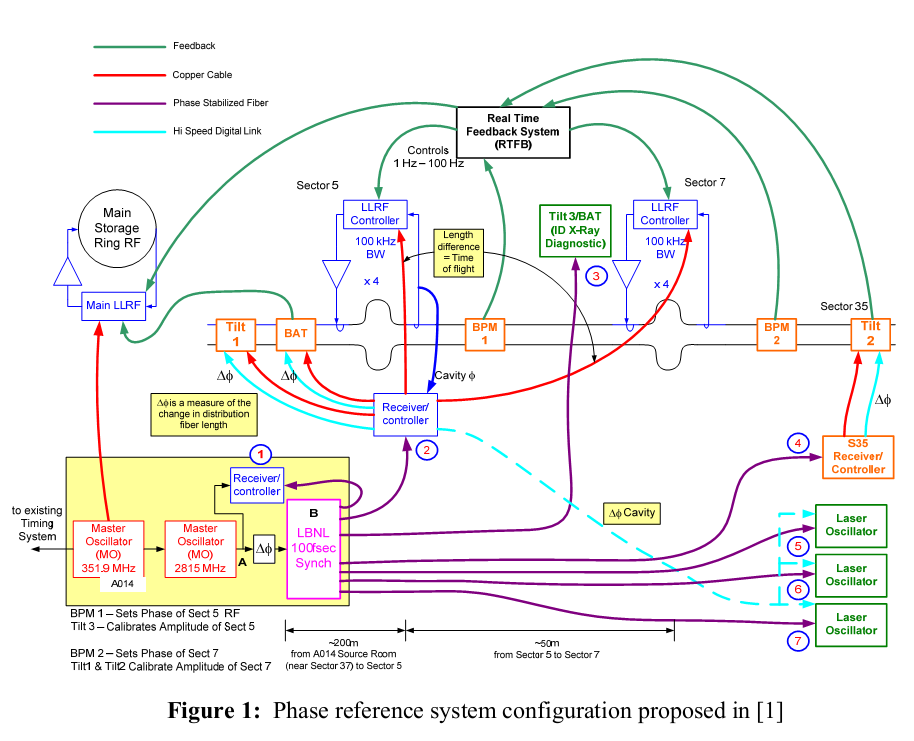 Feedback
Copper Cable
Phase Stabilized Fiber
Hi Speed Digital Link
Real Time
Feedback System
(RTFB)
Controls
1 Hz – 100 Hz
Sector 5
Sector 7
LLRF
Controller
100 kHz
BW
x 4
Length
difference
= Time
of flight
Tilt 3/BAT
(ID X-Ray
Diagnostic)
3
LLRF
Controller
100 kHz
BW
x 4
Main
Storage
Ring RF
Main LLRF
Sector 35
Tilt
1
BAT
BPM
1
BPM
2
Tilt
2
Δϕ
Δϕ
Cavity ϕ
Δϕ
Δϕ is a measure of the
change in distribution
fiber length
Receiver/
controller
2
4
S35
Receiver/
Controller
1
Receiver/
controller
to existing
Timing
System
Master
Oscillator
(MO)
351.9 MHz
A014
Master
Oscillator
(MO)
2815 MHz
A
Δϕ
B
LBNL
100fsec
Synch
Δϕ Cavity
Laser
Oscillator
5
Laser
Oscillator
6
Laser
Oscillator
7
BPM 1 – Sets Phase of Sect 5 RF
Tilt 3 – Calibrates Amplitude of Sect 5
BPM 2 – Sets Phase of Sect 7
Tilt1 & Tilt2 Calibrate Amplitude of Sect 7
~200m
from A014 Source Room
(near Sector 37) to Sector 5
~50m
from Sector 5 to Sector 7
Figure 1: Phase reference system configuration proposed in [1]